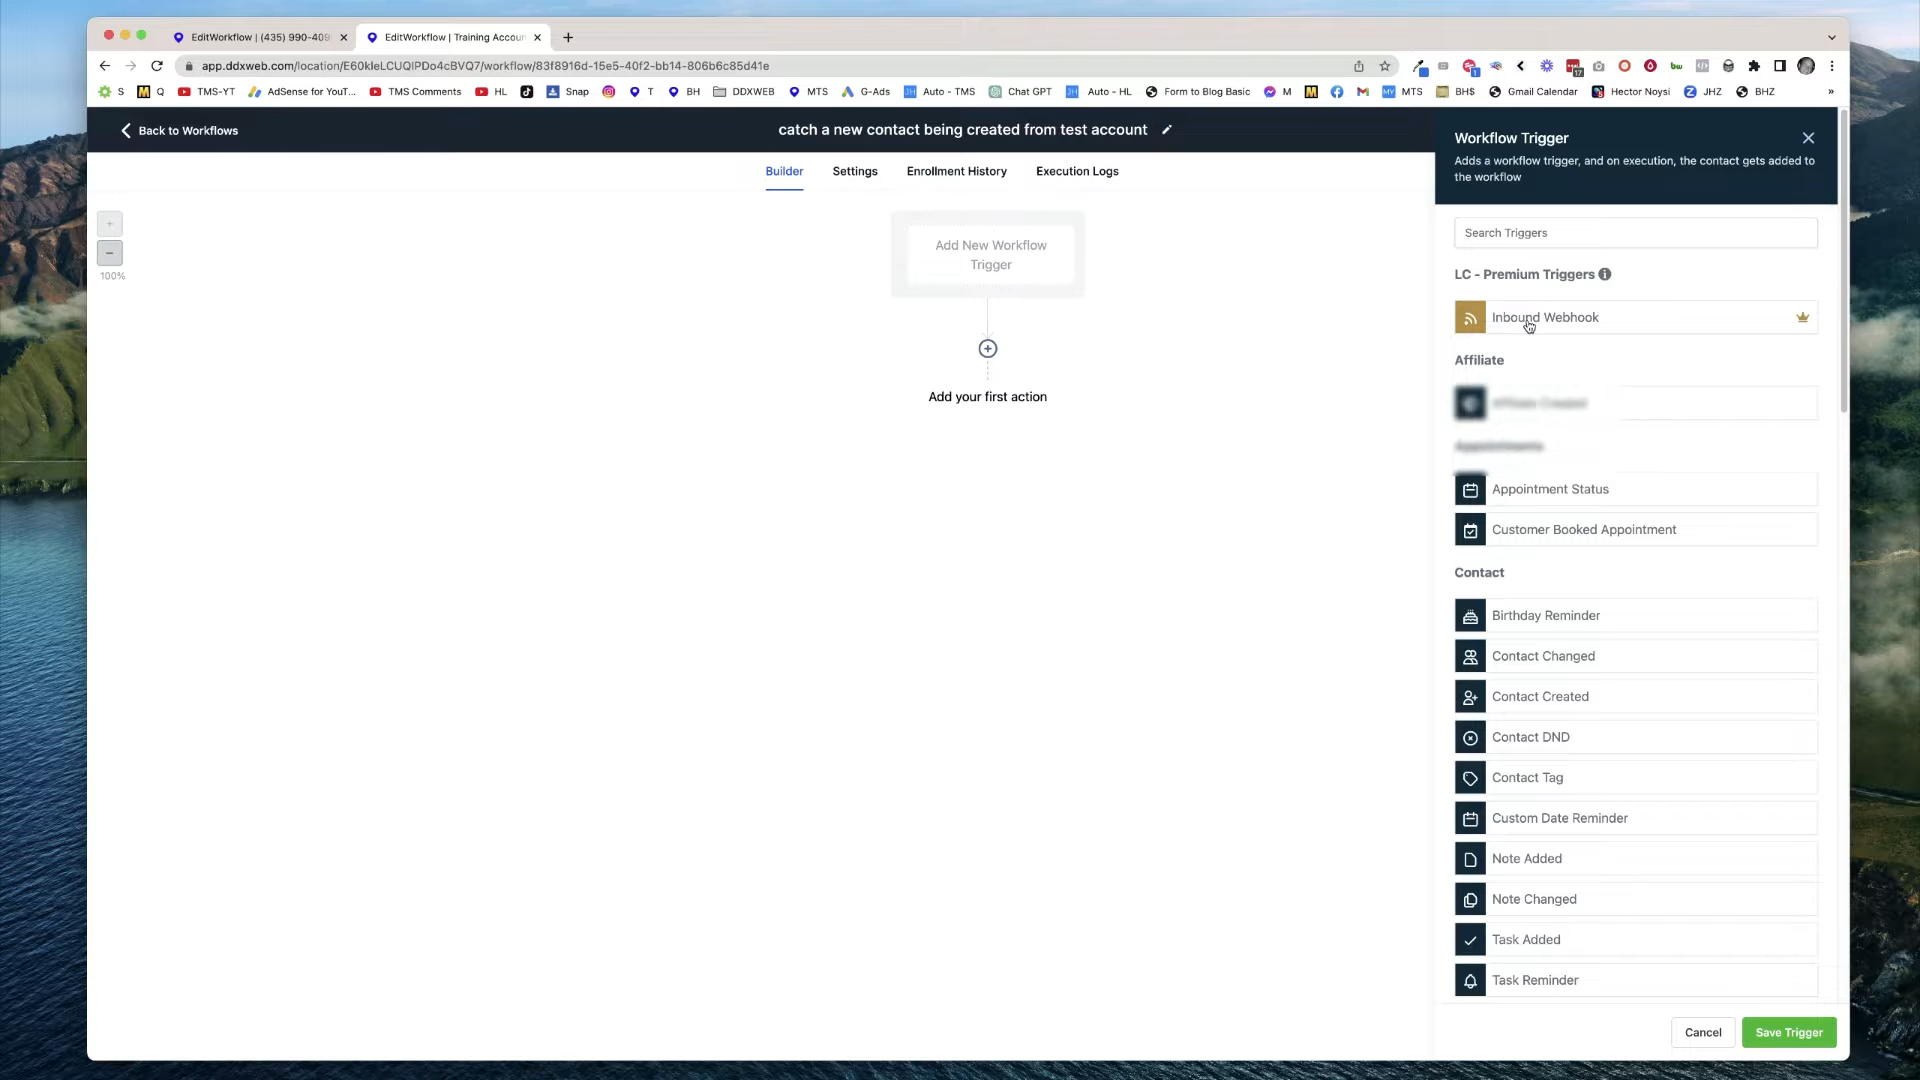 EditWorkflow | (435) 990-409
EditWorkflow | Training Accoun
app.ddxweb.com/location/E60kleLCUQIPDo4cBVQ7/workflow/83f8916d-15e5-40f2-bb14-806b6c85d41e
S
Q
TMS-YT
AdSense for YouT...
TMS Comments
HL
Snap
T
BH
DDXWEB
MTS
G-Ads
Auto - TMS
Chat GPT
Auto - HL
Form to Blog Basic
M
MTS
BH$
Gmail Calendar
Hector Noysi
JHZ
BHZ
»
Back to Workflows
catch a new contact being created from test account
Builder
Settings
Enrollment History
Execution Logs
100%
Add New Workflow
Trigger
Add your first action
Workflow Trigger
Adds a workflow trigger, and on execution, the contact gets added to
the workflow
Search Triggers
LC - Premium Triggers
Inbound Webhook
Affiliate
Affiliate Created
Appointments
Appointment Status
Customer Booked Appointment
Contact
Birthday Reminder
Contact Changed
Contact Created
Contact DND
Contact Tag
Custom Date Reminder
Note Added
Note Changed
Task Added
Task Reminder
Cancel
Save Trigger